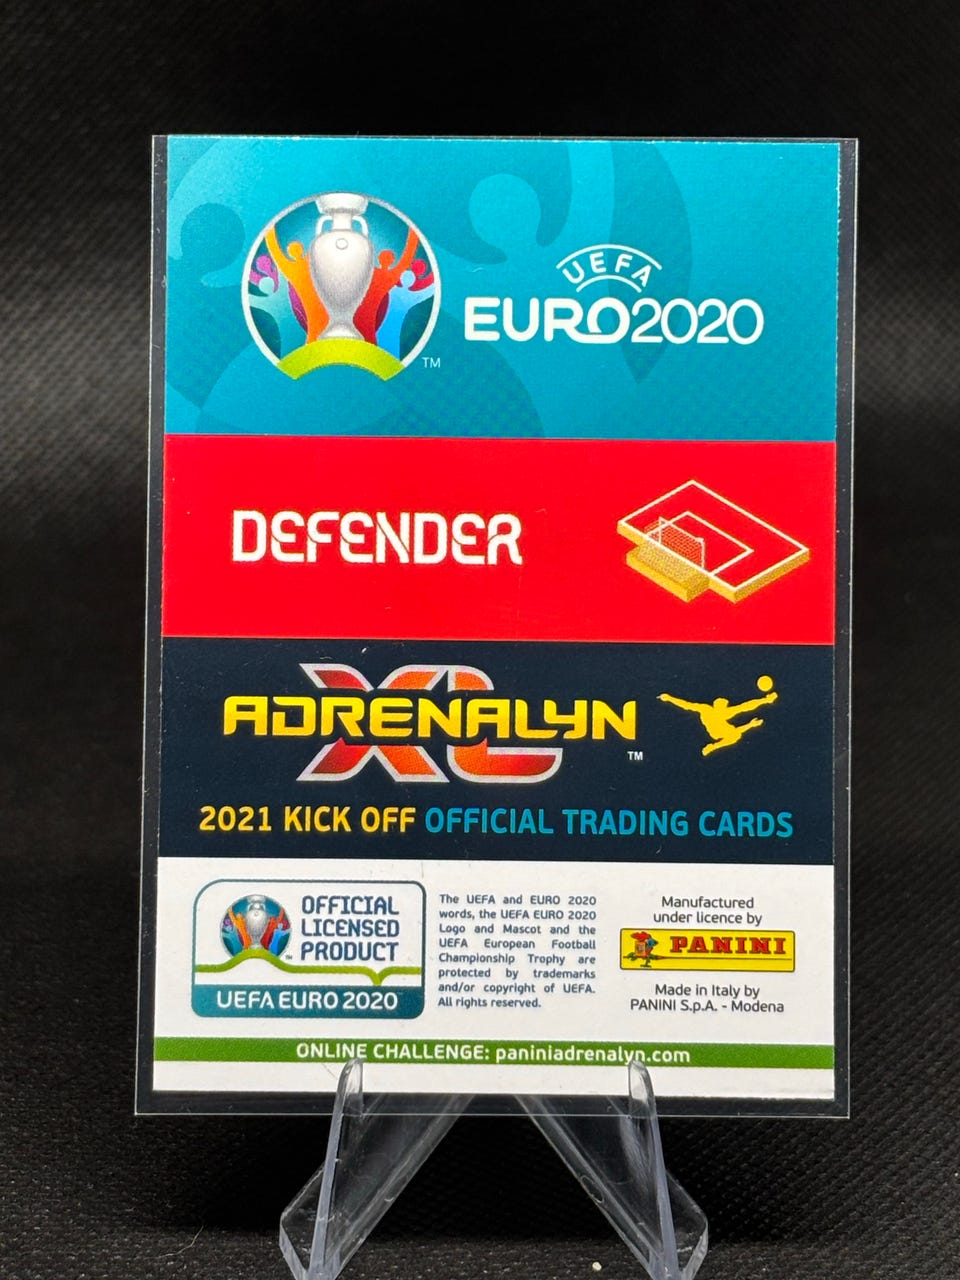 UEFA
EURO2020
TM
DEFENDER
ADRENALYN
XL
TM
2021 KICK OFF OFFICIAL TRADING CARDS
OFFICIAL
LICENSED
PRODUCT
TM
UEFA EURO 2020
The UEFA and EURO 2020
words, the UEFA EURO 2020
Logo and Mascot and the
UEFA European Football
Championship Trophy are
protected by trademarks
and/or copyright of UEFA.
All rights reserved.
Manufactured
under licence by
PANINI
Made in Italy by
PANINI S.p.A. - Modena
ONLINE CHALLENGE: paniniadrenalyn.com